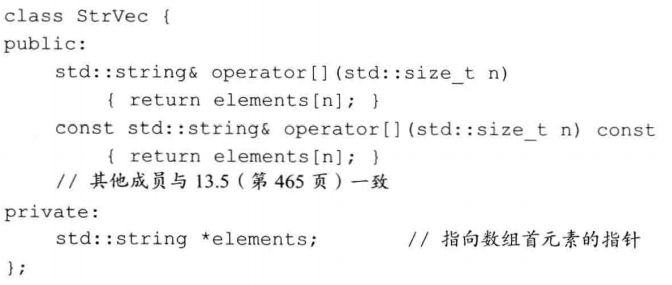 class StrVec {
public:
    std::string& operator[](std::size_t n)
        { return elements[n]; }
    const std::string& operator[](std::size_t n) const
        { return elements[n]; }
    // 其他成员与 13.5（第 465 页）一致
private:
    std::string *elements;        // 指向数组首元素的指针
};